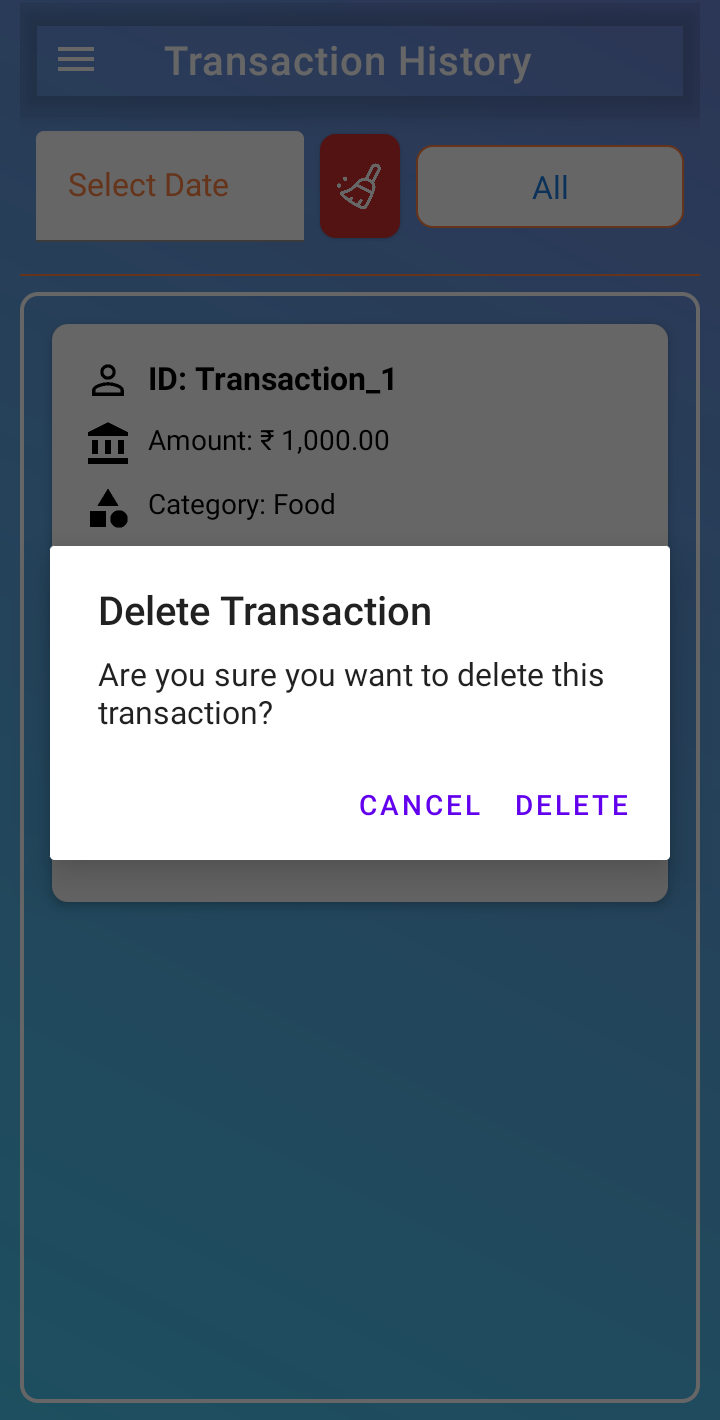 Transaction History
Select Date
All
ID: Transaction_1
Amount: ₹ 1,000.00
Category: Food
Delete Transaction
Are you sure you want to delete this
transaction?
CANCEL DELETE